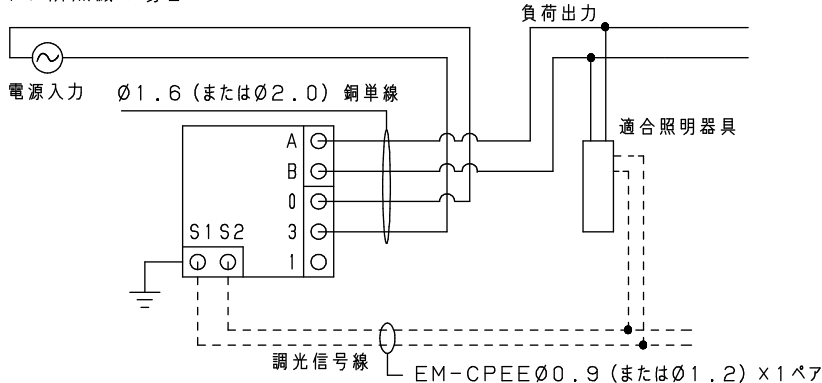 負荷出力
電源入力
Ø1.6(またはØ2.0)銅単線
適合照明器具
A
B
0
3
1
S1 S2
調光信号線
EM-CPEEØ0.9(またはØ1.2)×1ペア